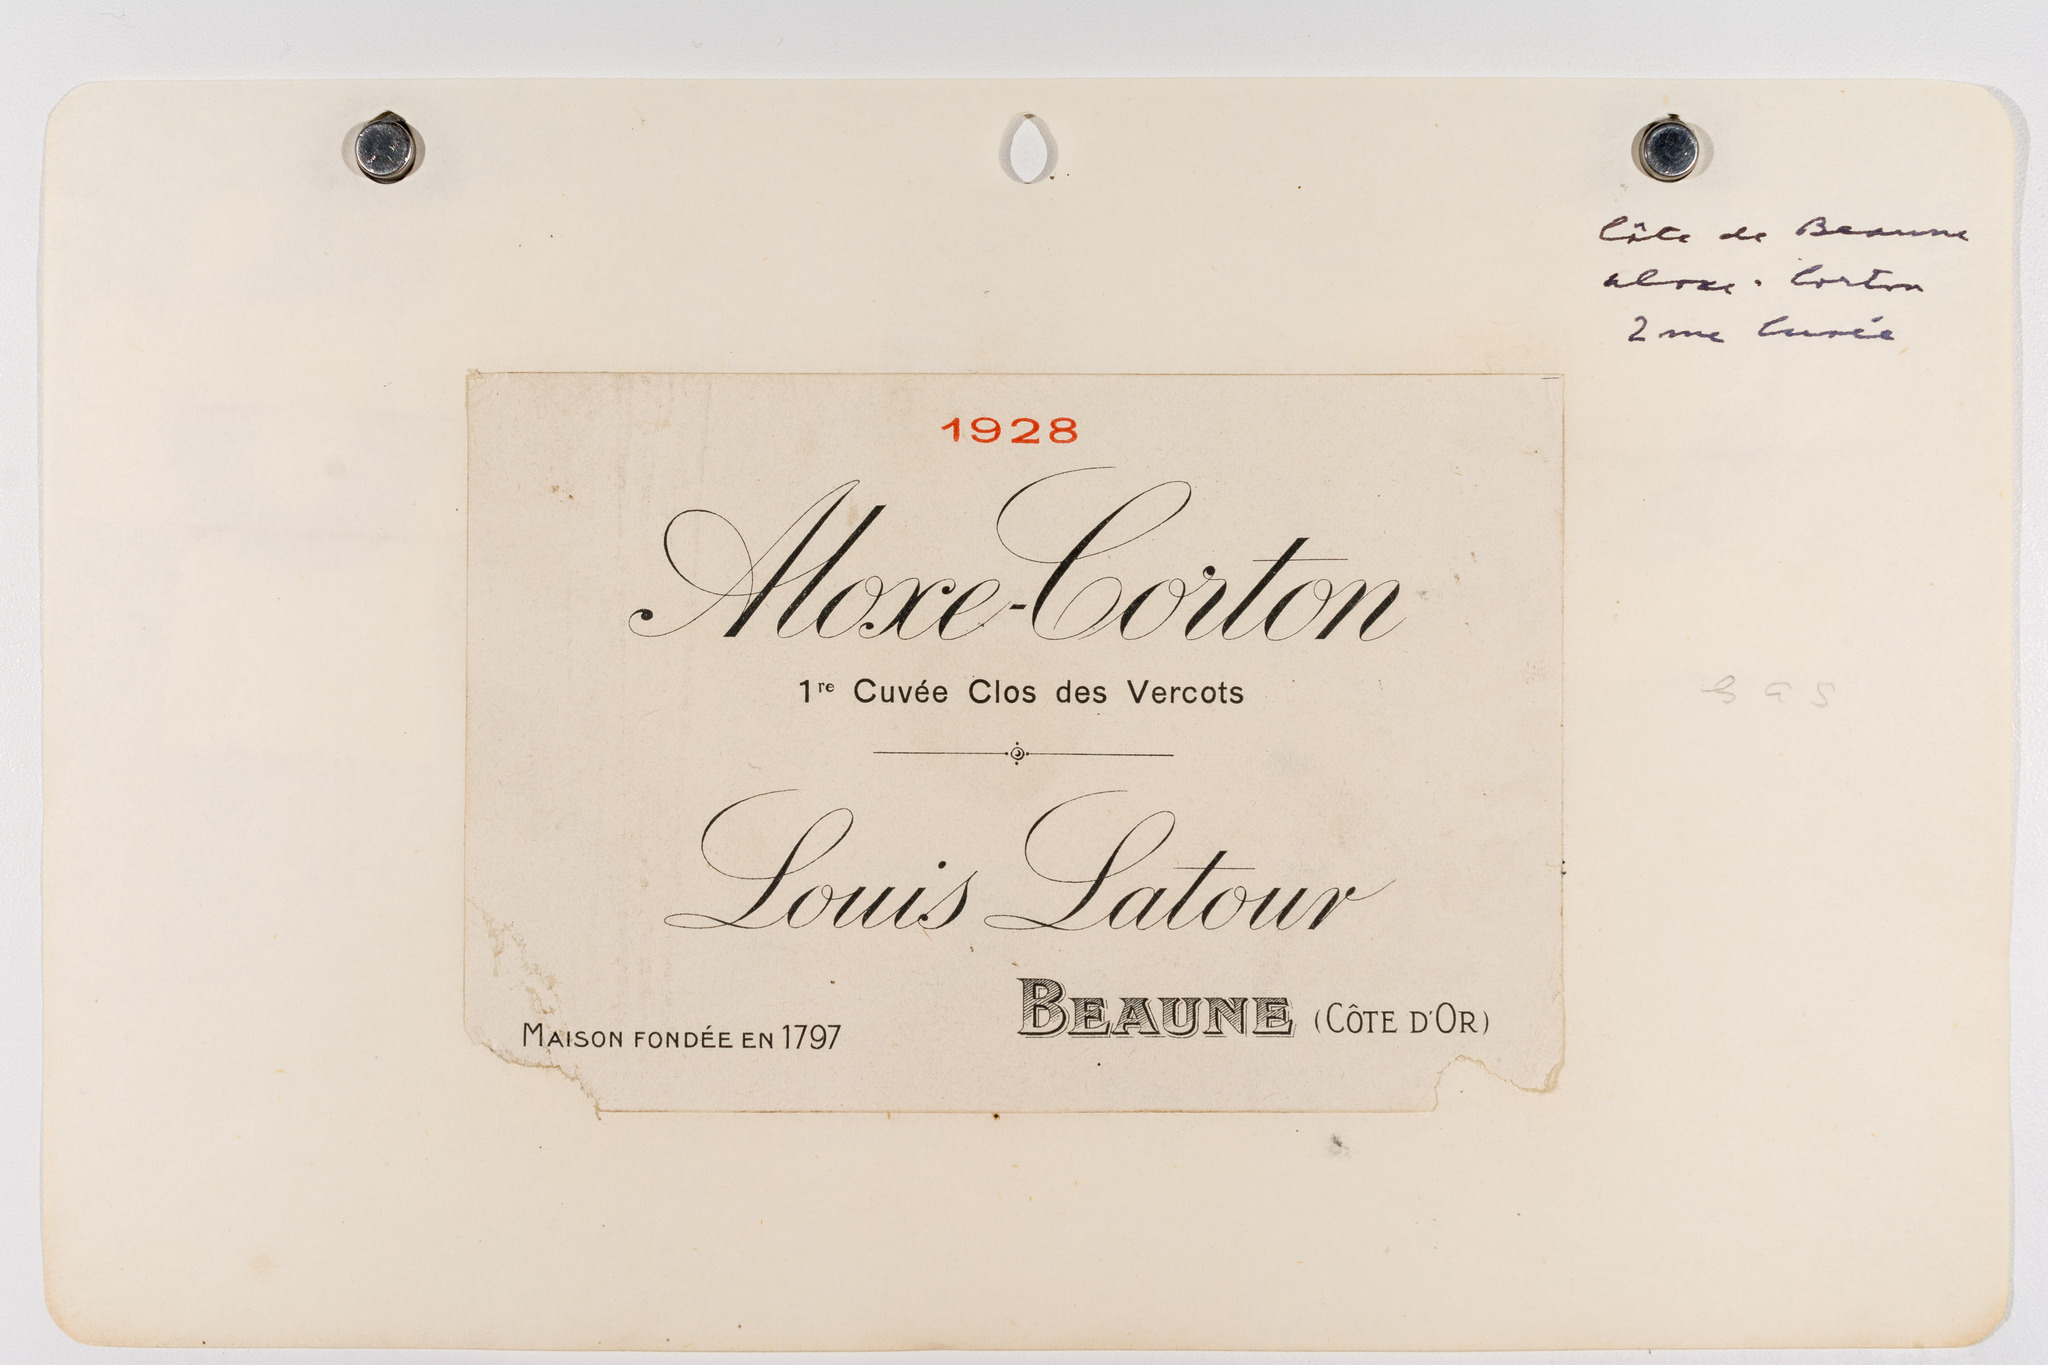 Côte de Beaune
aloxe - Corton
2me Cuvée
1928
Aloxe-Corton
1re Cuvée Clos des Vercots
Louis Latour
BEAUNE (CÔTE D'OR)
MAISON FONDÉE EN 1797